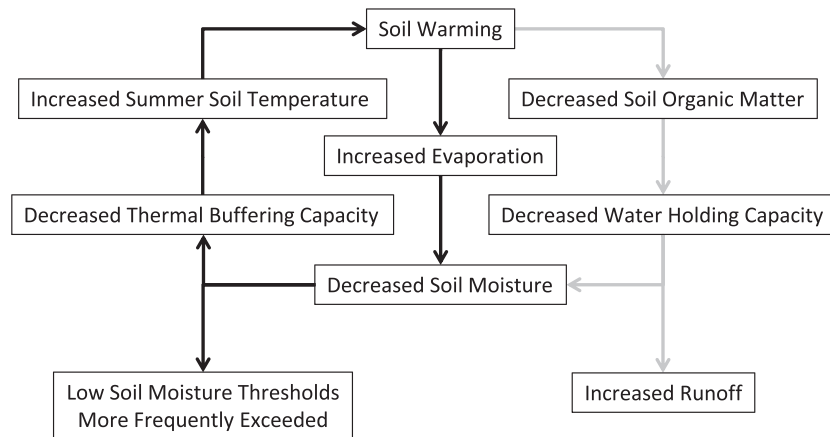 Soil Warming
Increased Summer Soil Temperature
Decreased Soil Organic Matter
Increased Evaporation
Decreased Thermal Buffering Capacity
Decreased Water Holding Capacity
Decreased Soil Moisture
Low Soil Moisture Thresholds
More Frequently Exceeded
Increased Runoff